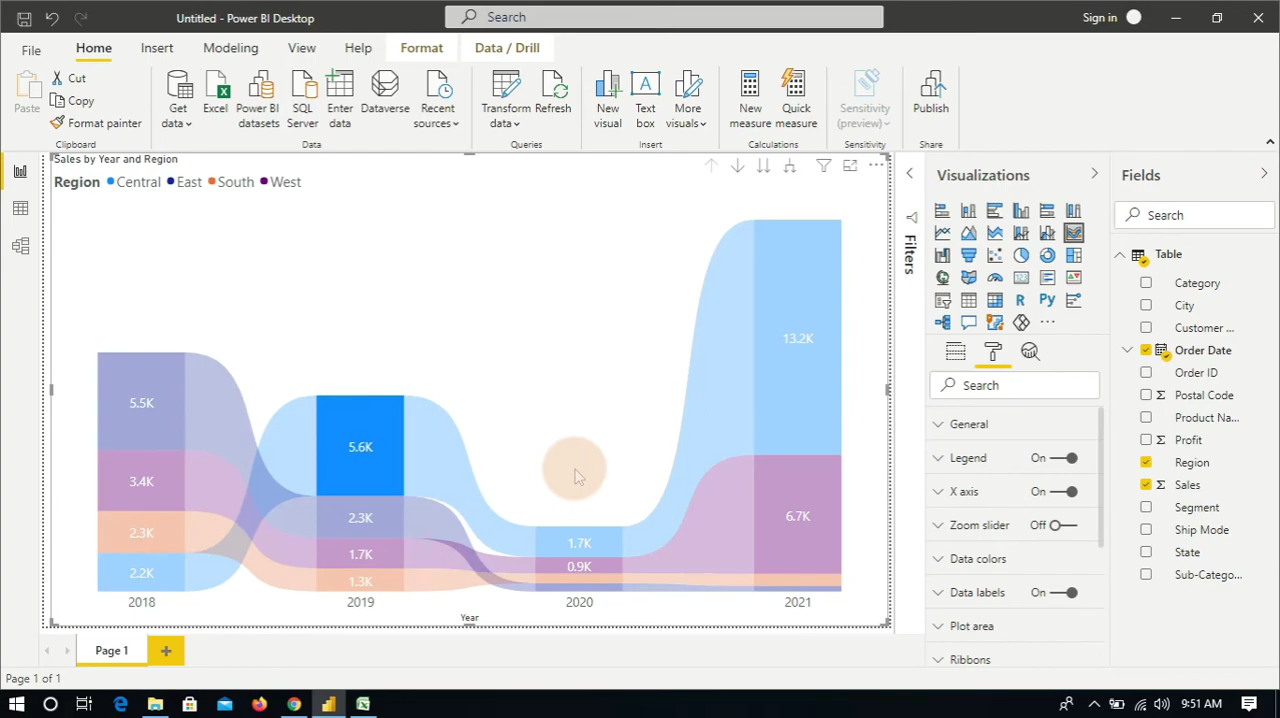 Untitled - Power BI Desktop
Search
Sign in
File
Home
Insert
Modeling
View
Help
Format
Data / Drill
Paste
Cut
Copy
Format painter
Get data
Excel
Power BI datasets
SQL Server
Enter data
Dataverse
Recent sources
Transform data
Refresh
New visual
Text box
More visuals
New measure
Quick measure
Sensitivity (preview)
Publish
Clipboard
Data
Queries
Insert
Calculations
Sensitivity
Share
Sales by Year and Region
Region Central East South West
13.2K
5.5K
5.6K
3.4K
2.3K
6.7K
2.3K
1.7K
1.7K
2.2K
1.3K
0.9K
2018
2019
2020
2021
Year
Filters
Visualizations
R
Py
123
Search
General
Legend On
X axis On
Zoom slider Off
Data colors
Data labels On
Plot area
Ribbons
Fields
Search
Table
Category
City
Customer ...
Order Date
Order ID
Postal Code
Product Na...
Profit
Region
Sales
Segment
Ship Mode
State
Sub-Catego...
Page 1
Page 1 of 1
9:51 AM